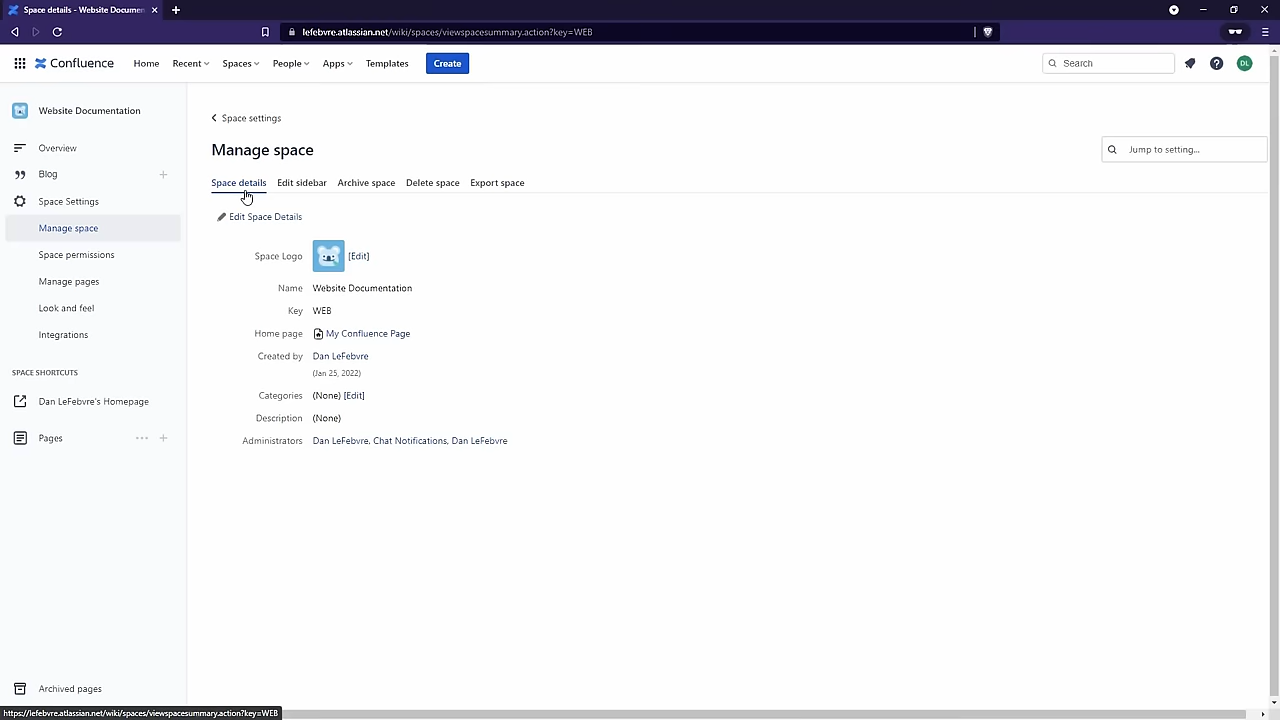 Space details - Website Documen
lefebvre.atlassian.net/wiki/spaces/viewspacesummary.action?key=WEB
Confluence Home Recent Spaces People Apps Templates Create Search DL
Website Documentation
Overview
Blog
Space Settings
Manage space
Space permissions
Manage pages
Look and feel
Integrations
SPACE SHORTCUTS
Dan LeFebvre's Homepage
Pages
Archived pages
Space settings
Manage space
Jump to setting...
Space details Edit sidebar Archive space Delete space Export space
Edit Space Details
Space Logo [Edit]
Name Website Documentation
Key WEB
Home page My Confluence Page
Created by Dan LeFebvre
(Jan 25, 2022)
Categories (None) [Edit]
Description (None)
Administrators Dan LeFebvre, Chat Notifications, Dan LeFebvre
https://lefebvre.atlassian.net/wiki/spaces/viewspacesummary.action?key=WEB